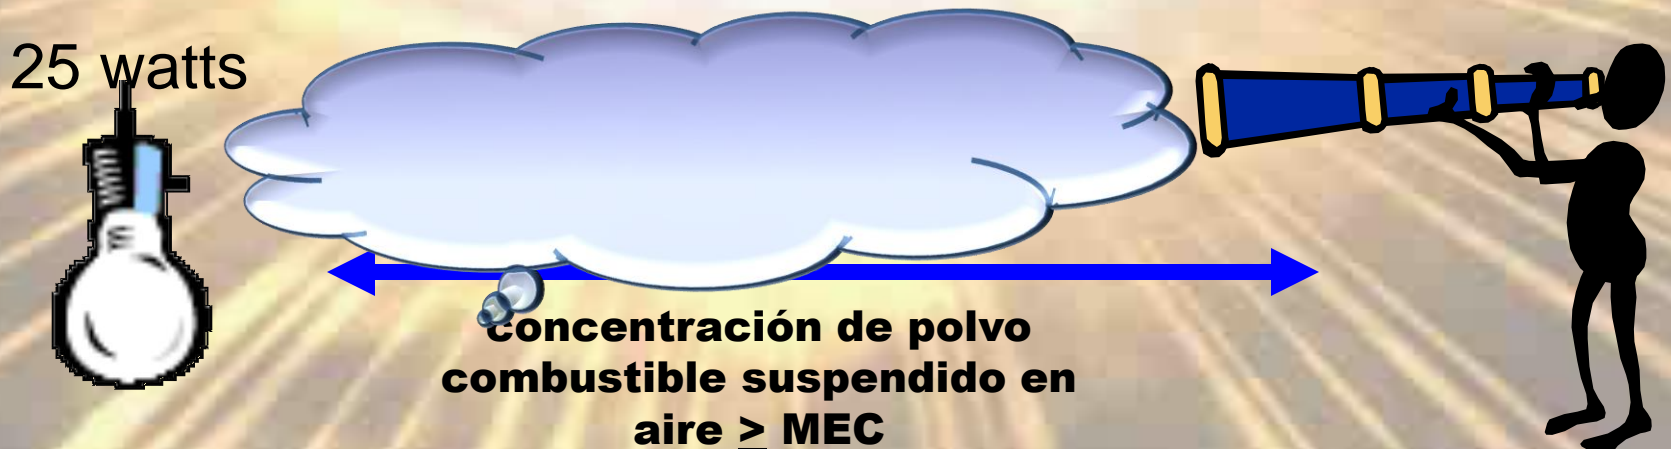 25 watts
concentración de polvo
combustible suspendido en
aire ≥ MEC